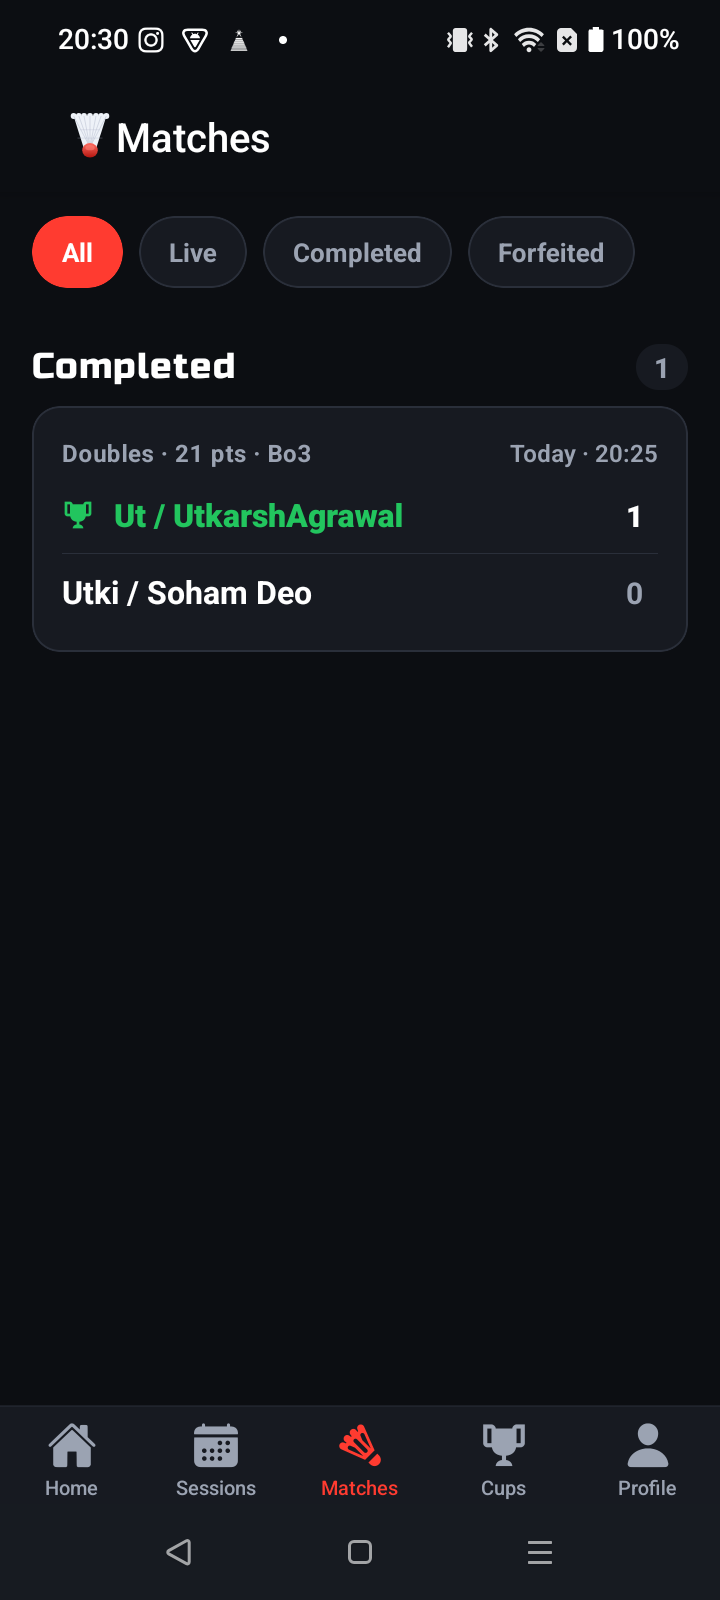 20:30 100%
Matches
All Live Completed Forfeited
Completed 1
Doubles · 21 pts · Bo3 Today · 20:25
Ut / UtkarshAgrawal 1
Utki / Soham Deo 0
Home Sessions Matches Cups Profile